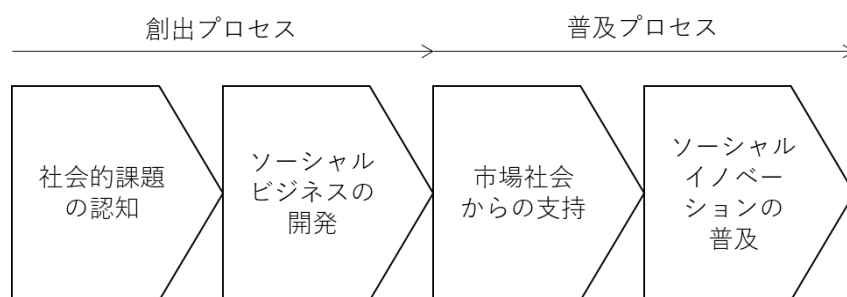 創出プロセス
普及プロセス
社会的課題
の認知
ソーシャル
ビジネスの
開発
市場社会
からの支持
ソーシャル
イノベー
ションの
普及